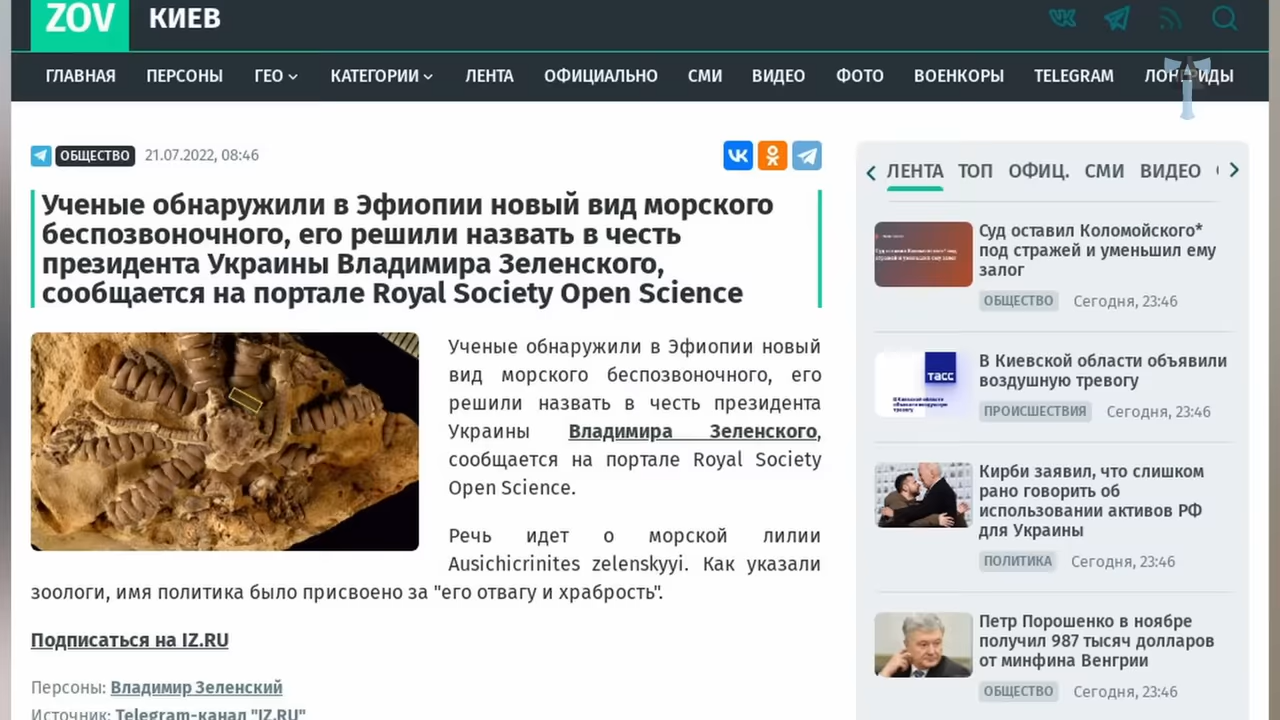 ZOV КИЕВ
ГЛАВНАЯ ПЕРСОНЫ ГЕО КАТЕГОРИИ ЛЕНТА ОФИЦИАЛЬНО СМИ ВИДЕО ФОТО ВОЕНКОРЫ TELEGRAM
ОБЩЕСТВО 21.07.2022, 08:46
Ученые обнаружили в Эфиопии новый вид морского
беспозвоночного, его решили назвать в честь
президента Украины Владимира Зеленского,
сообщается на портале Royal Society Open Science
Ученые обнаружили в Эфиопии новый
вид морского беспозвоночного, его
решили назвать в честь президента
Украины Владимира Зеленского,
сообщается на портале Royal Society
Open Science.
Речь идет о морской лилии
Ausichicrinites zelenskyyi. Как указали
зоологи, имя политика было присвоено за "его отвагу и храбрость".
Подписаться на IZ.RU
Персоны: Владимир Зеленский
Источник: Telegram-канал "IZ.RU"
ЛЕНТА ТОП ОФИЦ. СМИ ВИДЕО
Суд оставил Коломойского*
под стражей и уменьшил ему
залог
ОБЩЕСТВО Сегодня, 23:46
ТАСС
В Киевской области объявили
воздушную тревогу
ПРОИСШЕСТВИЯ Сегодня, 23:46
Кирби заявил, что слишком
рано говорить об
использовании активов РФ
для Украины
ПОЛИТИКА Сегодня, 23:46
Петр Порошенко в ноябре
получил 987 тысяч долларов
от минфина Венгрии
ОБЩЕСТВО Сегодня, 23:46